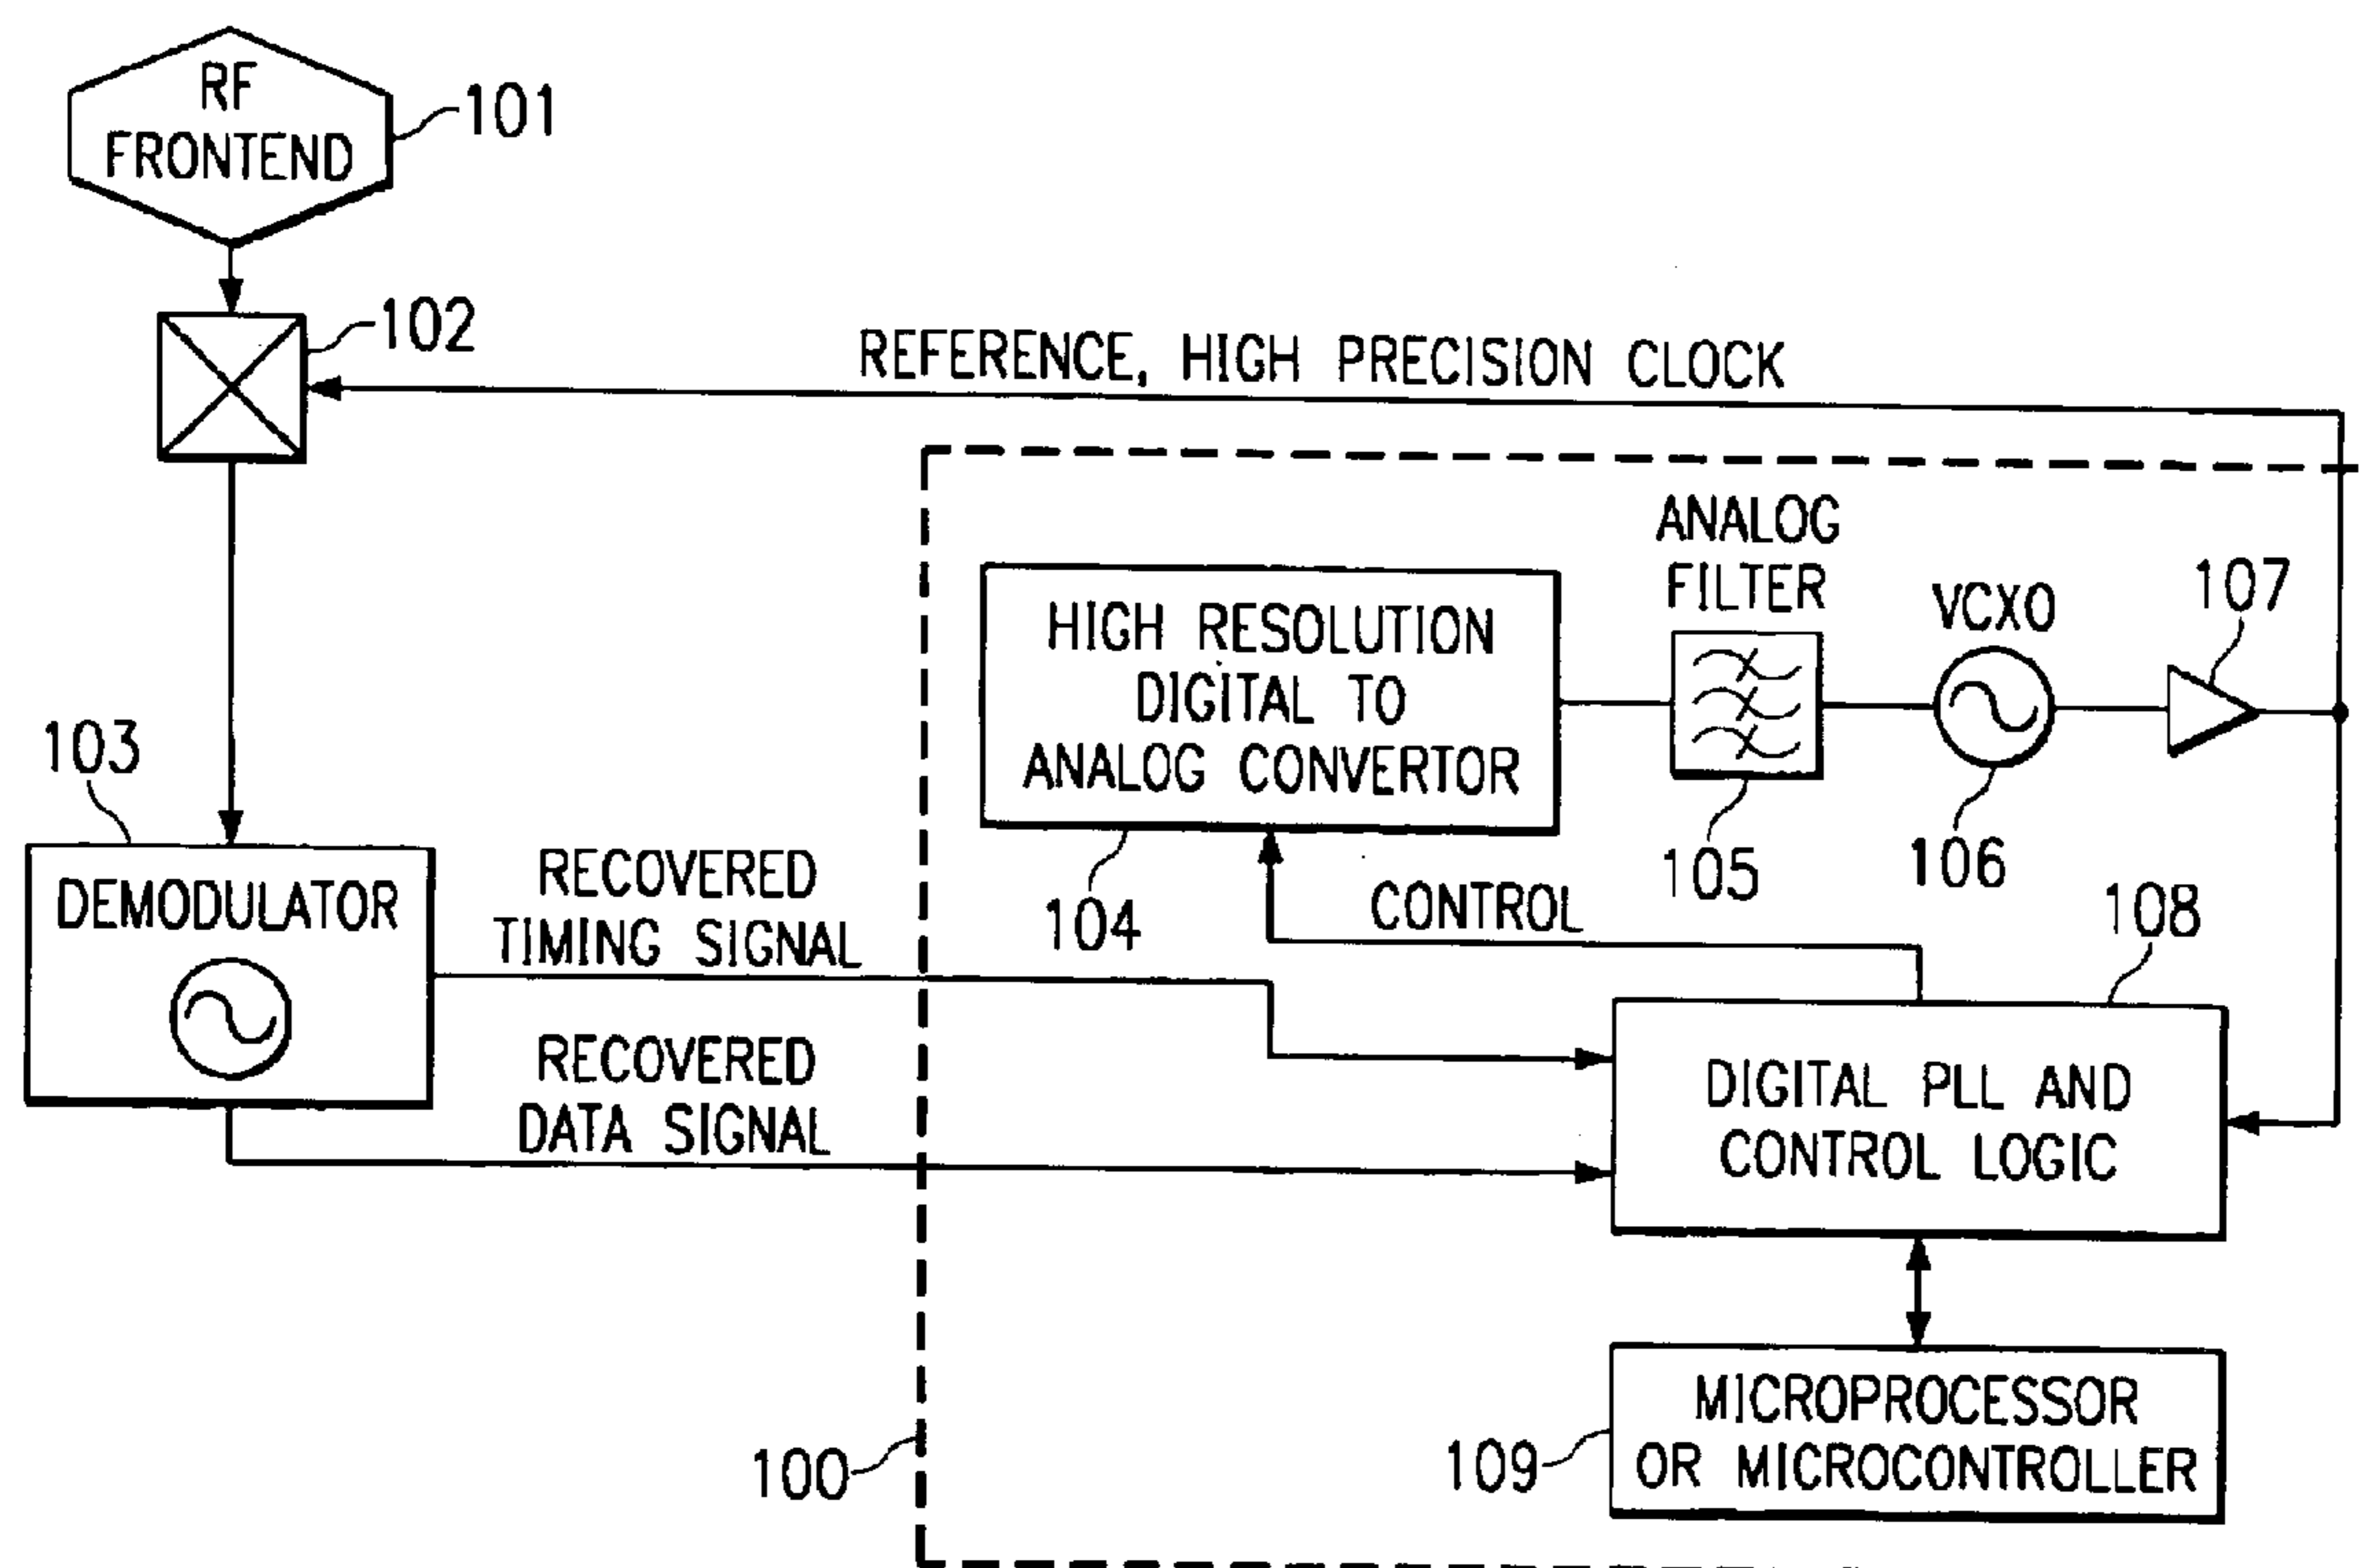 RF
FRONTEND
101
102
REFERENCE, HIGH PRECISION CLOCK
ANALOG
FILTER
VCXO
107
HIGH RESOLUTION
DIGITAL TO
ANALOG CONVERTOR
103
104
105
106
DEMODULATOR
RECOVERED
TIMING SIGNAL
CONTROL
108
RECOVERED
DATA SIGNAL
DIGITAL PLL AND
CONTROL LOGIC
100
109
MICROPROCESSOR
OR MICROCONTROLLER